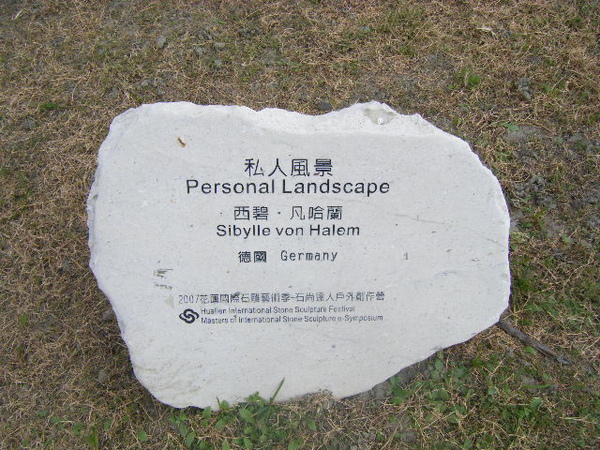 私人風景
Personal Landscape
西碧·凡哈蘭
Sibylle von Halem
德國 Germany
2007花蓮國際石雕藝術季-石尚達人戶外創作營
Hualien International Stone Sculpture Festival
Masters of International Stone Sculpture e-Symposium